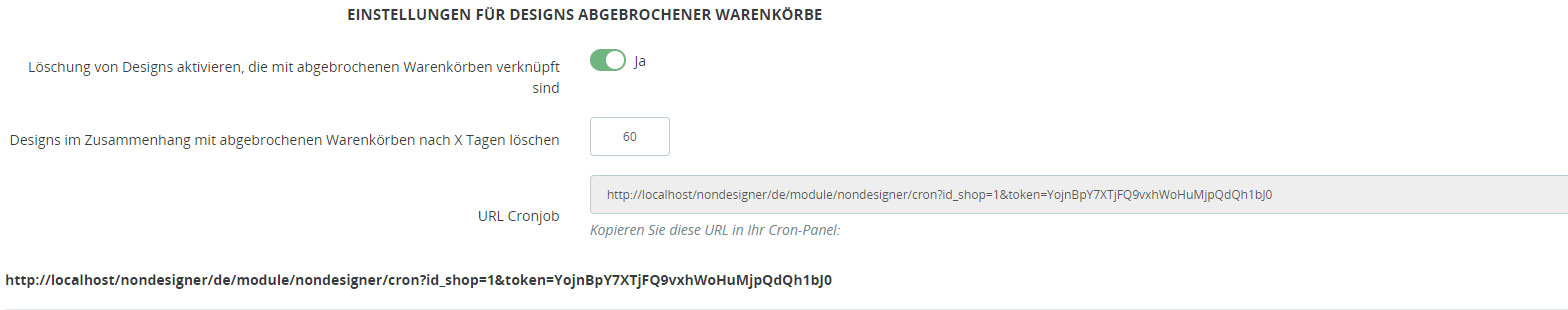 EINSTELLUNGEN FÜR DESIGNS ABGEBROCHENER WARENKÖRBE
Löschung von Designs aktivieren, die mit abgebrochenen Warenkörben verknüpft
sind
Ja
Designs im Zusammenhang mit abgebrochenen Warenkörben nach X Tagen löschen
60
URL Cronjob
http://localhost/nondesigner/de/module/nondesigner/cron?id_shop=1&token=YojnBpY7XTjFQ9vxhWoHuMjpQdQh1bJ0
Kopieren Sie diese URL in Ihr Cron-Panel:
http://localhost/nondesigner/de/module/nondesigner/cron?id_shop=1&token=YojnBpY7XTjFQ9vxhWoHuMjpQdQh1bJ0